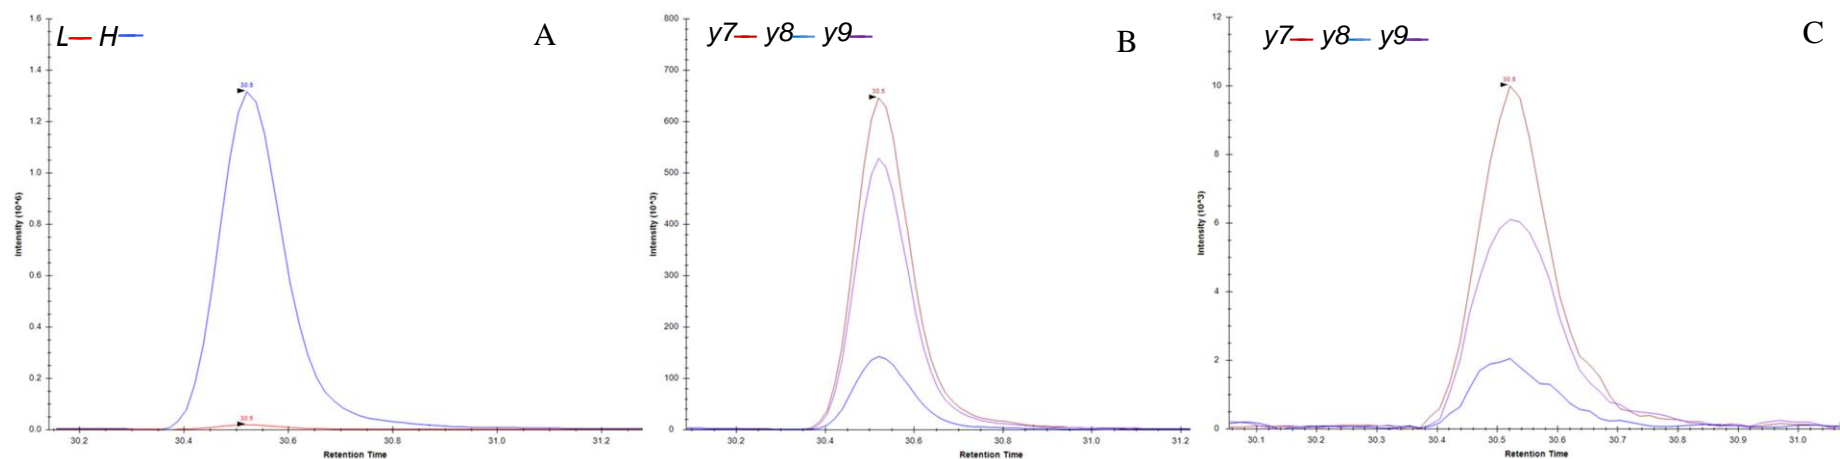 L H A
1.6
1.4
1.2
1.0
0.8
0.6
0.4
0.2
0.0
Intensity (10^6)
30.5
30.5
30.2 30.4 30.6 30.8 31.0 31.2
Retention Time
y7 y8 y9 B
800
700
600
500
400
300
200
100
0
Intensity (10^3)
30.5
30.2 30.4 30.6 30.8 31.0 31.2
Retention Time
y7 y8 y9 C
12
10
8
6
4
2
0
Intensity (10^3)
30.5
30.1 30.2 30.3 30.4 30.5 30.6 30.7 30.8 30.9 31.0
Retention Time